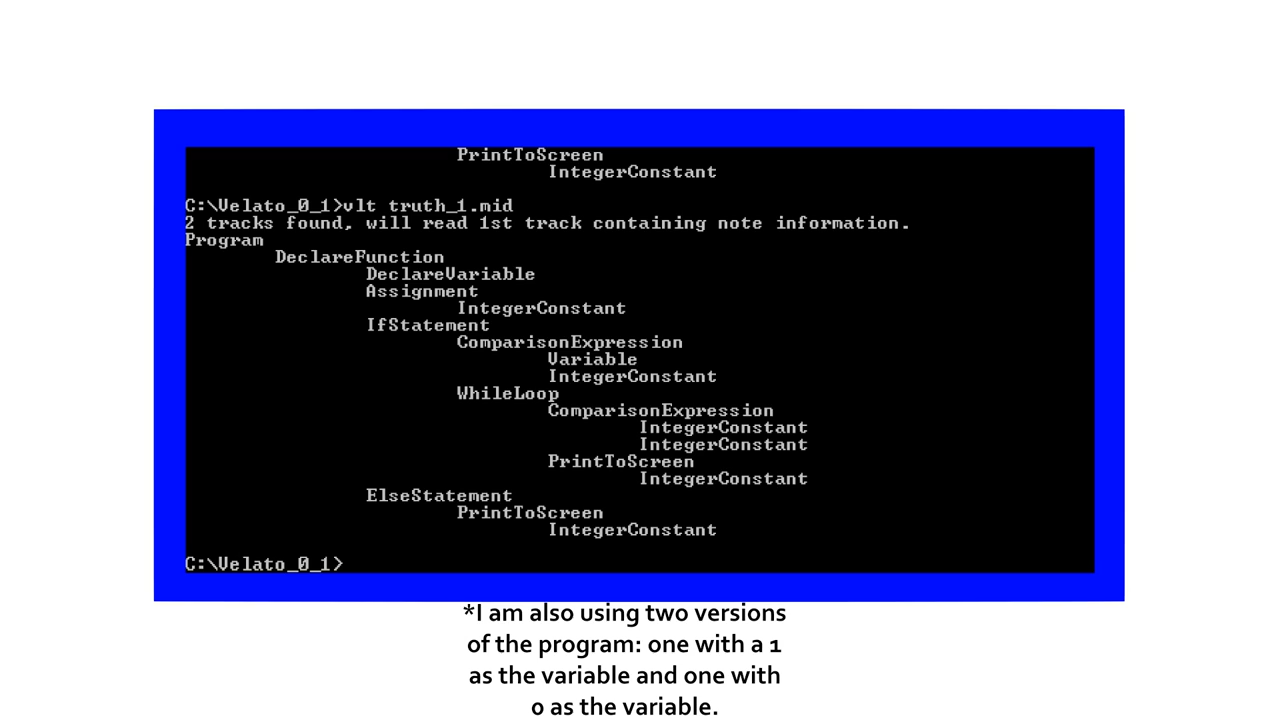 PrintToScreen
IntegerConstant
C:\Velato_0_1>vlt truth_1.mid
2 tracks found, will read 1st track containing note information.
Program
DeclareFunction
DeclareVariable
Assignment
IntegerConstant
IfStatement
ComparisonExpression
Variable
IntegerConstant
WhileLoop
ComparisonExpression
IntegerConstant
IntegerConstant
PrintToScreen
IntegerConstant
ElseStatement
PrintToScreen
IntegerConstant
C:\Velato_0_1>
*I am also using two versions
of the program: one with a 1
as the variable and one with
0 as the variable.